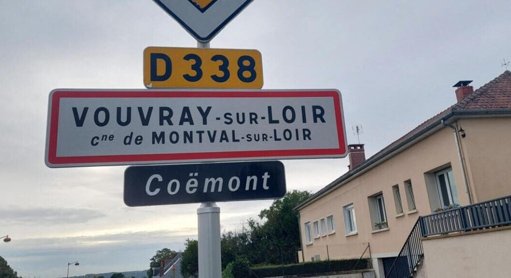 D 338
VOUVRAY-SUR-LOIR
cne de MONTVAL-SUR-LOIR
Coëmont